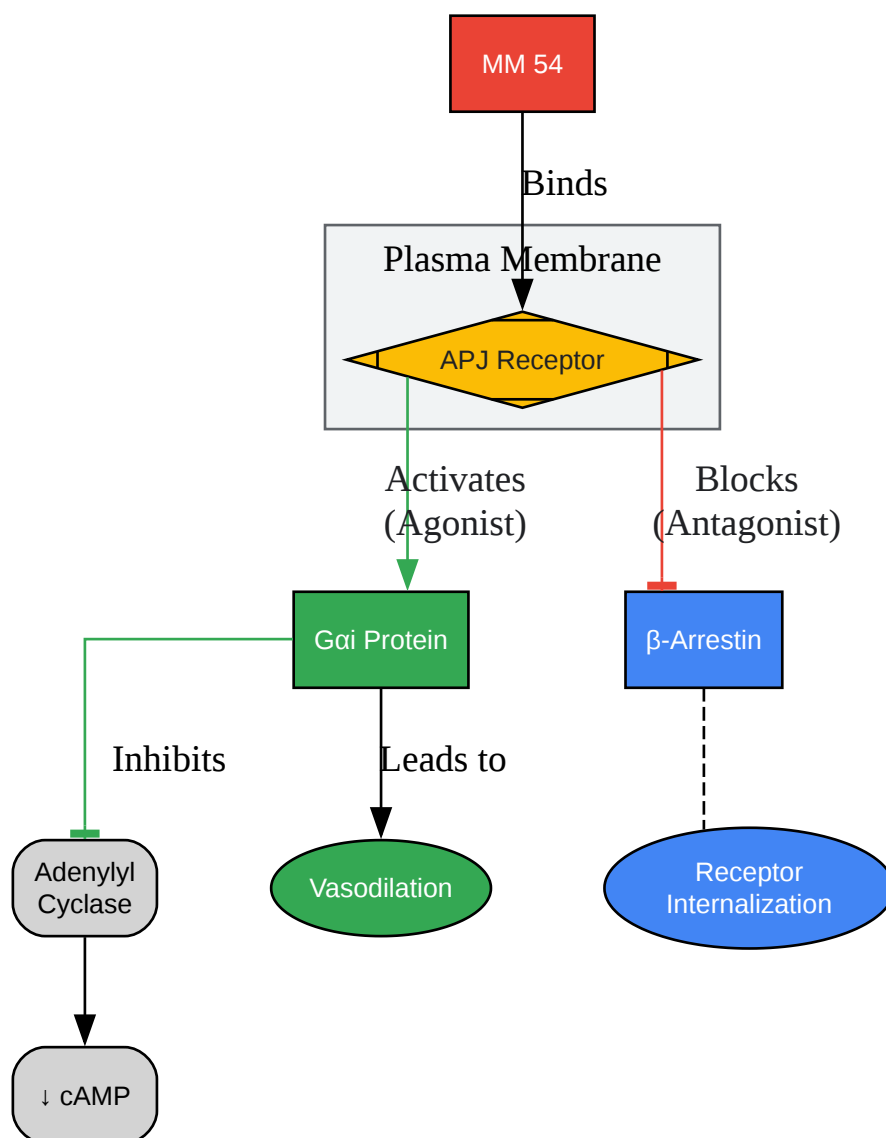 MM 54
Binds
Plasma Membrane
APJ Receptor
Activates
(Agonist)
Blocks
(Antagonist)
Gαi Protein
β-Arrestin
Inhibits
Leads to
Adenylyl
Cyclase
Vasodilation
Receptor
Internalization
↓ cAMP